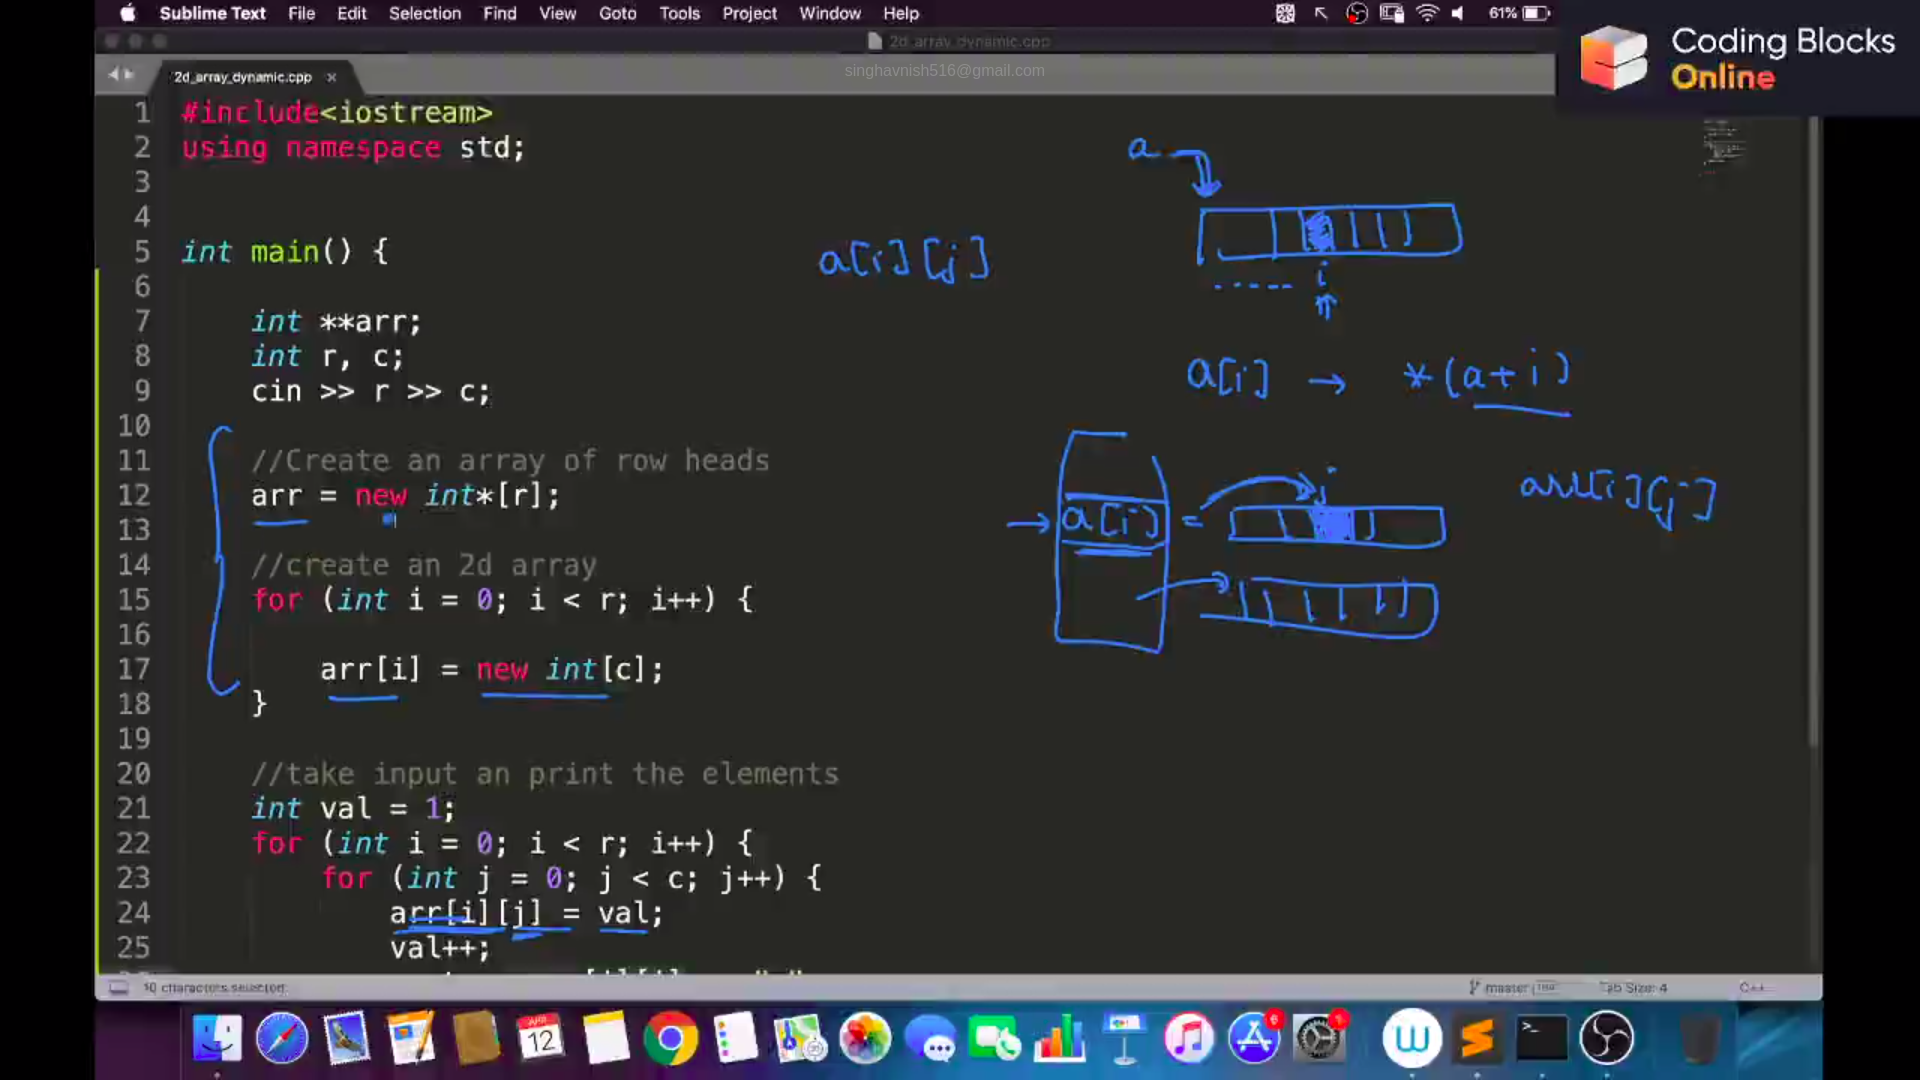 Sublime Text File Edit Selection Find View Goto Tools Project Window Help 61%
2d_array_dynamic.cpp
singhavnish516@gmail.com
Coding Blocks
Online
2d_array_dynamic.cpp ×
1 #include<iostream>
2 using namespace std;
3
4
5 int main() {
6
7 int **arr;
8 int r, c;
9 cin >> r >> c;
10
11 //Create an array of row heads
12 arr = new int*[r];
13
14 //create an 2d array
15 for (int i = 0; i < r; i++) {
16
17 arr[i] = new int[c];
18 }
19
20 //take input an print the elements
21 int val = 1;
22 for (int i = 0; i < r; i++) {
23 for (int j = 0; j < c; j++) {
24 arr[i][j] = val;
25 val++;
a
a[i][j]
i
a[i] → *(a+i)
j
a[i] =
arr[i][j]
10 characters selected
master
Tab Size: 4
C++
APR
12
6
1